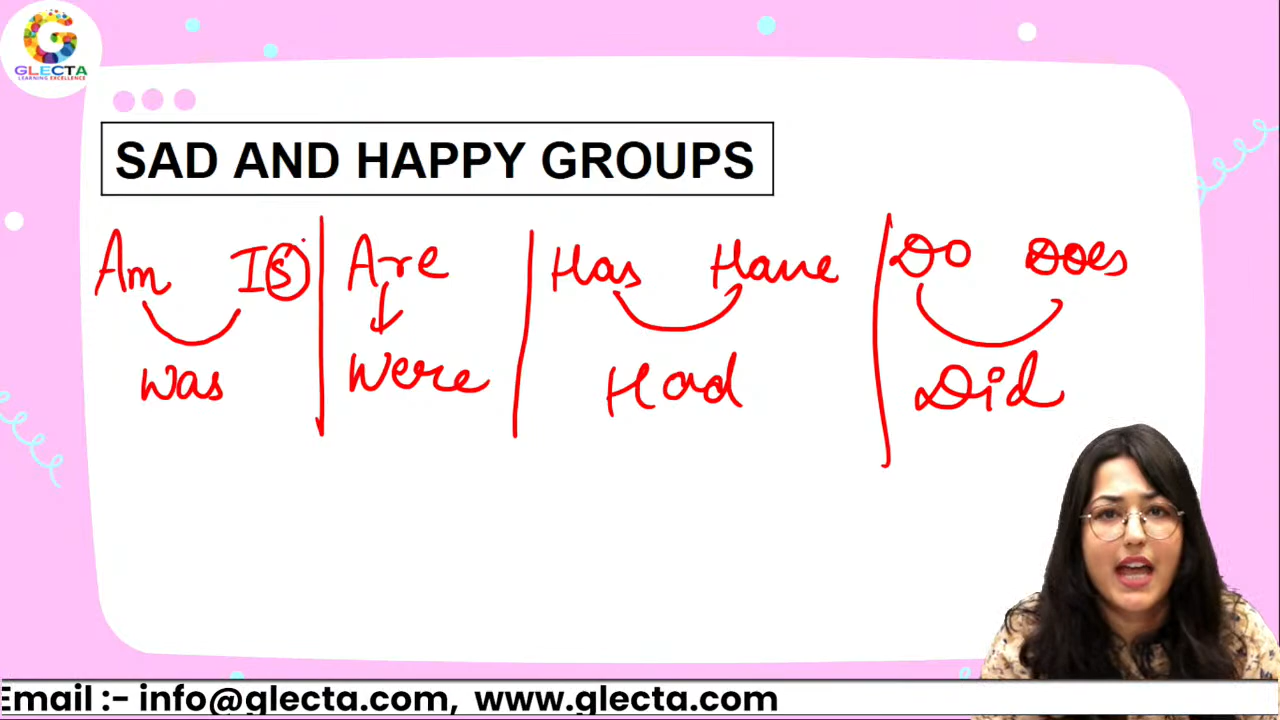 GLECTA
LEARNING EXCELLENCE
SAD AND HAPPY GROUPS
Am Is Are Has Have Do Does
Was Were Had Did
Email :- info@glecta.com, www.glecta.com